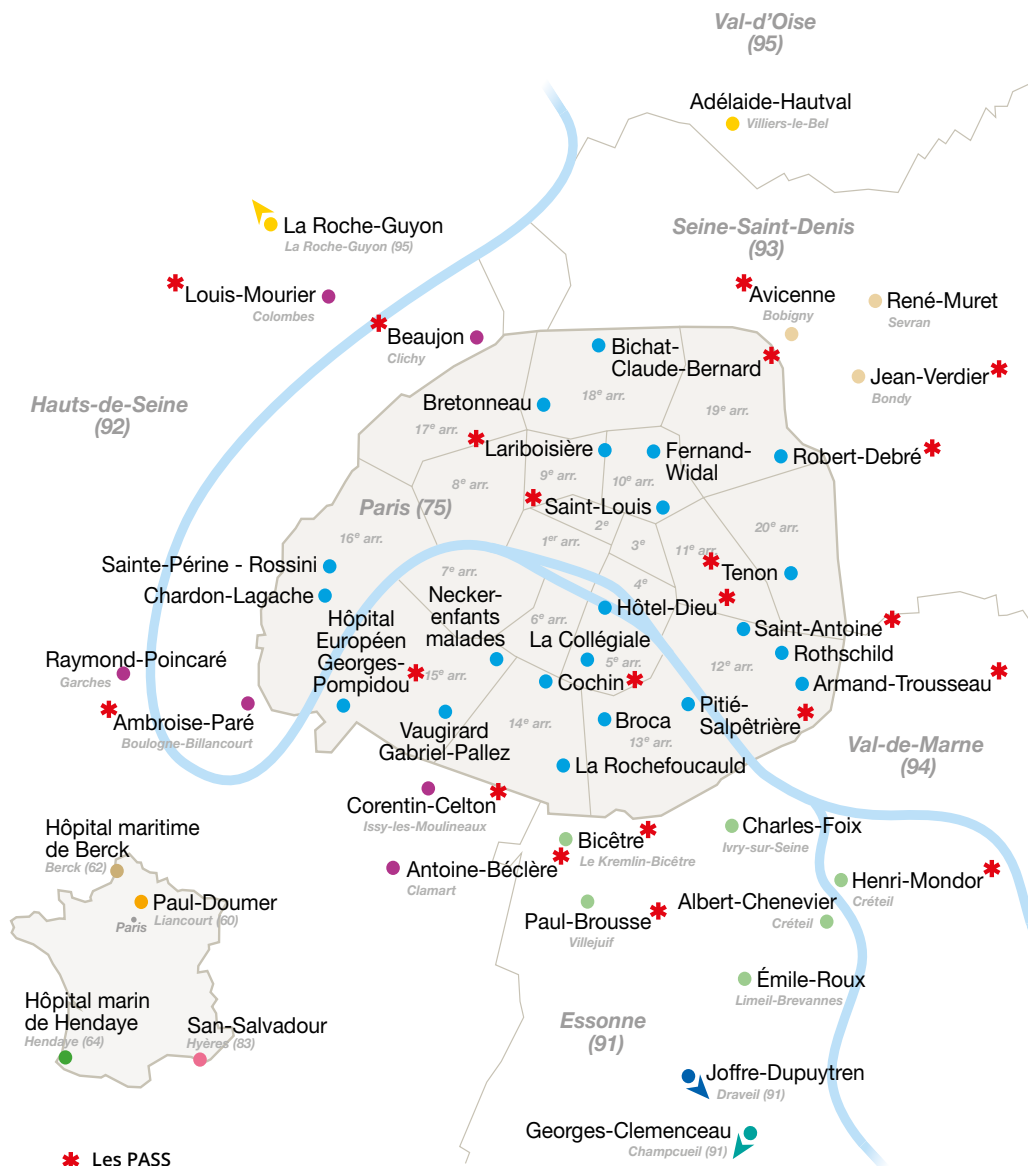 Val-d'Oise
(95)
Adélaide-Hautval
Villiers-le-Bel
La Roche-Guyon
La Roche-Guyon (95)
Seine-Saint-Denis
(93)
Louis-Mourier
Colombes
Avicenne
Bobigny
René-Muret
Sevran
Beaujon
Clichy
Bichat-
Claude-Bernard
Jean-Verdier
Bondy
Hauts-de-Seine
(92)
Bretonneau
18e arr.
19e arr.
17e arr.
Lariboisière
Fernand-
Widal
Robert-Debré
8e arr.
9e arr.
10e arr.
Paris (75)
Saint-Louis
16e arr.
1er arr.
2e
3e
11e arr.
20e arr.
Sainte-Périne - Rossini
7e arr.
4e
Tenon
Chardon-Lagache
Necker-
enfants
malades
Hôtel-Dieu
6e arr.
Hôpital
Européen
Georges-
Pompidou
15e arr.
La Collégiale
5e arr.
Saint-Antoine
12e arr.
Rothschild
Raymond-Poincaré
Garches
Cochin
Armand-Trousseau
Ambroise-Paré
Boulogne-Billancourt
Vaugirard
Gabriel-Pallez
14e arr.
Broca
13e arr.
Pitié-
Salpêtrière
Val-de-Marne
(94)
La Rochefoucauld
Corentin-Celton
Issy-les-Moulineaux
Bicêtre
Le Kremlin-Bicêtre
Charles-Foix
Ivry-sur-Seine
Antoine-Béclère
Clamart
Henri-Mondor
Créteil
Paul-Brousse
Villejuif
Albert-Chenevier
Créteil
Émile-Roux
Limeil-Brevannes
Hôpital maritime
de Berck
Berck (62)
Paul-Doumer
Liancourt (60)
Paris
Hôpital marin
de Hendaye
Hendaye (64)
San-Salvadour
Hyères (83)
Essonne
(91)
Joffre-Dupuytren
Draveil (91)
Georges-Clemenceau
Champcueil (91)
Les PASS